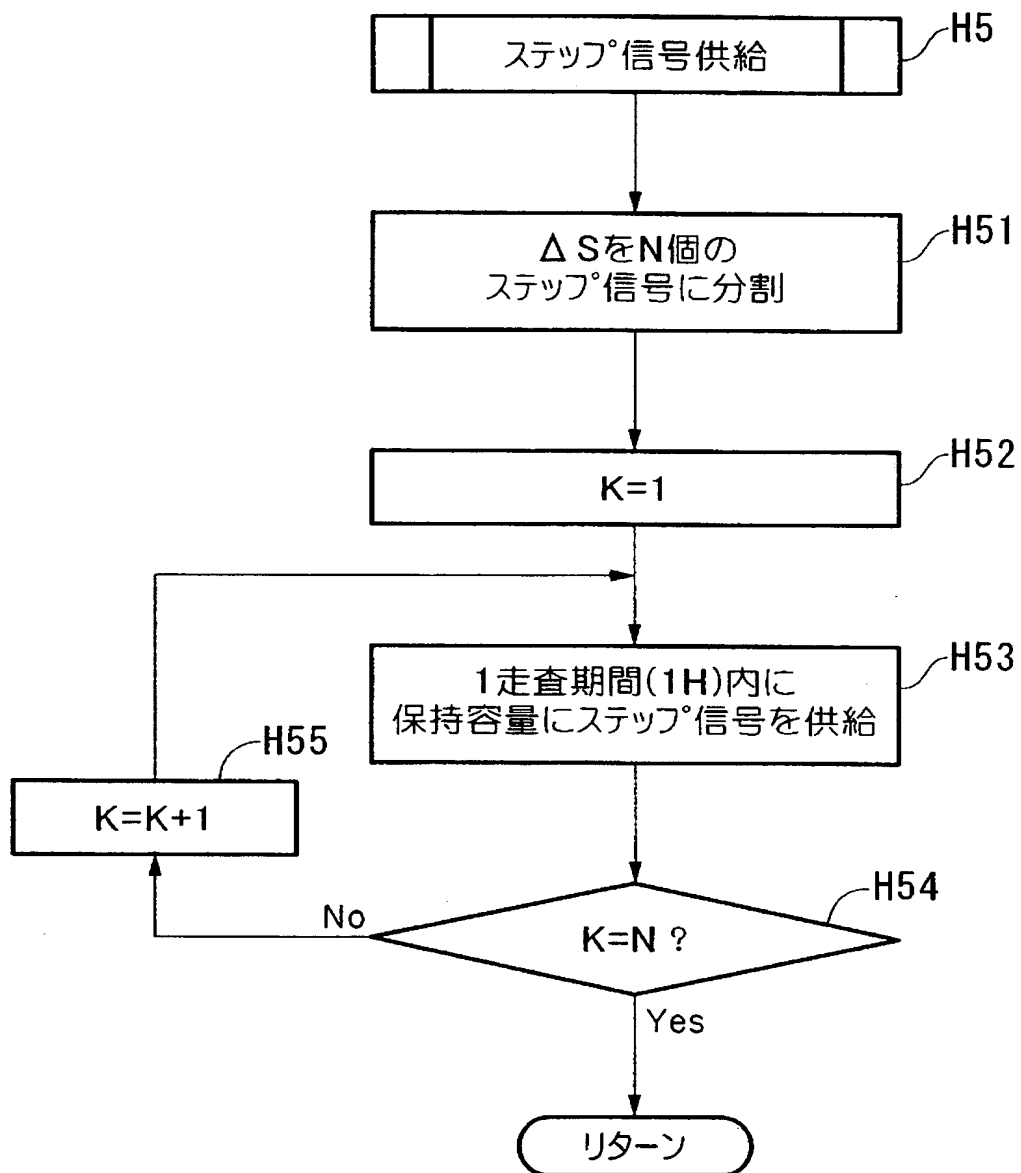 ステップ信号供給
H5
ΔSをN個の
ステップ信号に分割
H51
K=1
H52
1走査期間(1H)内に
保持容量にステップ信号を供給
H53
H55
K=K+1
H54
No
K=N ?
Yes
リターン